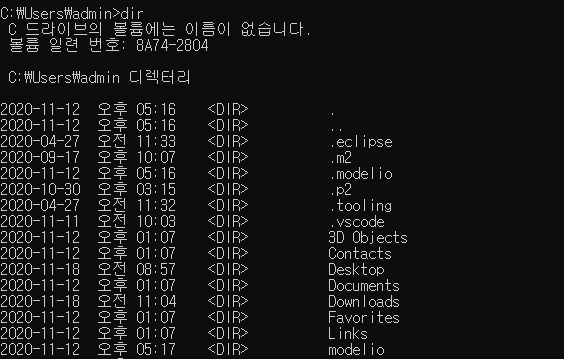 C:₩Users₩admin>dir
C 드라이브의 볼륨에는 이름이 없습니다.
볼륨 일련 번호: 8A74-2804
C:₩Users₩admin 디렉터리
2020-11-12 오후 05:16 <DIR> .
2020-11-12 오후 05:16 <DIR> ..
2020-04-27 오전 11:33 <DIR> .eclipse
2020-09-17 오후 10:07 <DIR> .m2
2020-11-12 오후 05:16 <DIR> .modelio
2020-10-30 오후 03:15 <DIR> .p2
2020-04-27 오전 11:32 <DIR> .tooling
2020-11-11 오전 10:03 <DIR> .vscode
2020-11-12 오후 01:07 <DIR> 3D Objects
2020-11-12 오후 01:07 <DIR> Contacts
2020-11-18 오전 08:57 <DIR> Desktop
2020-11-12 오후 01:07 <DIR> Documents
2020-11-18 오전 11:04 <DIR> Downloads
2020-11-12 오후 01:07 <DIR> Favorites
2020-11-12 오후 01:07 <DIR> Links
2020-11-12 오후 05:17 <DIR> modelio